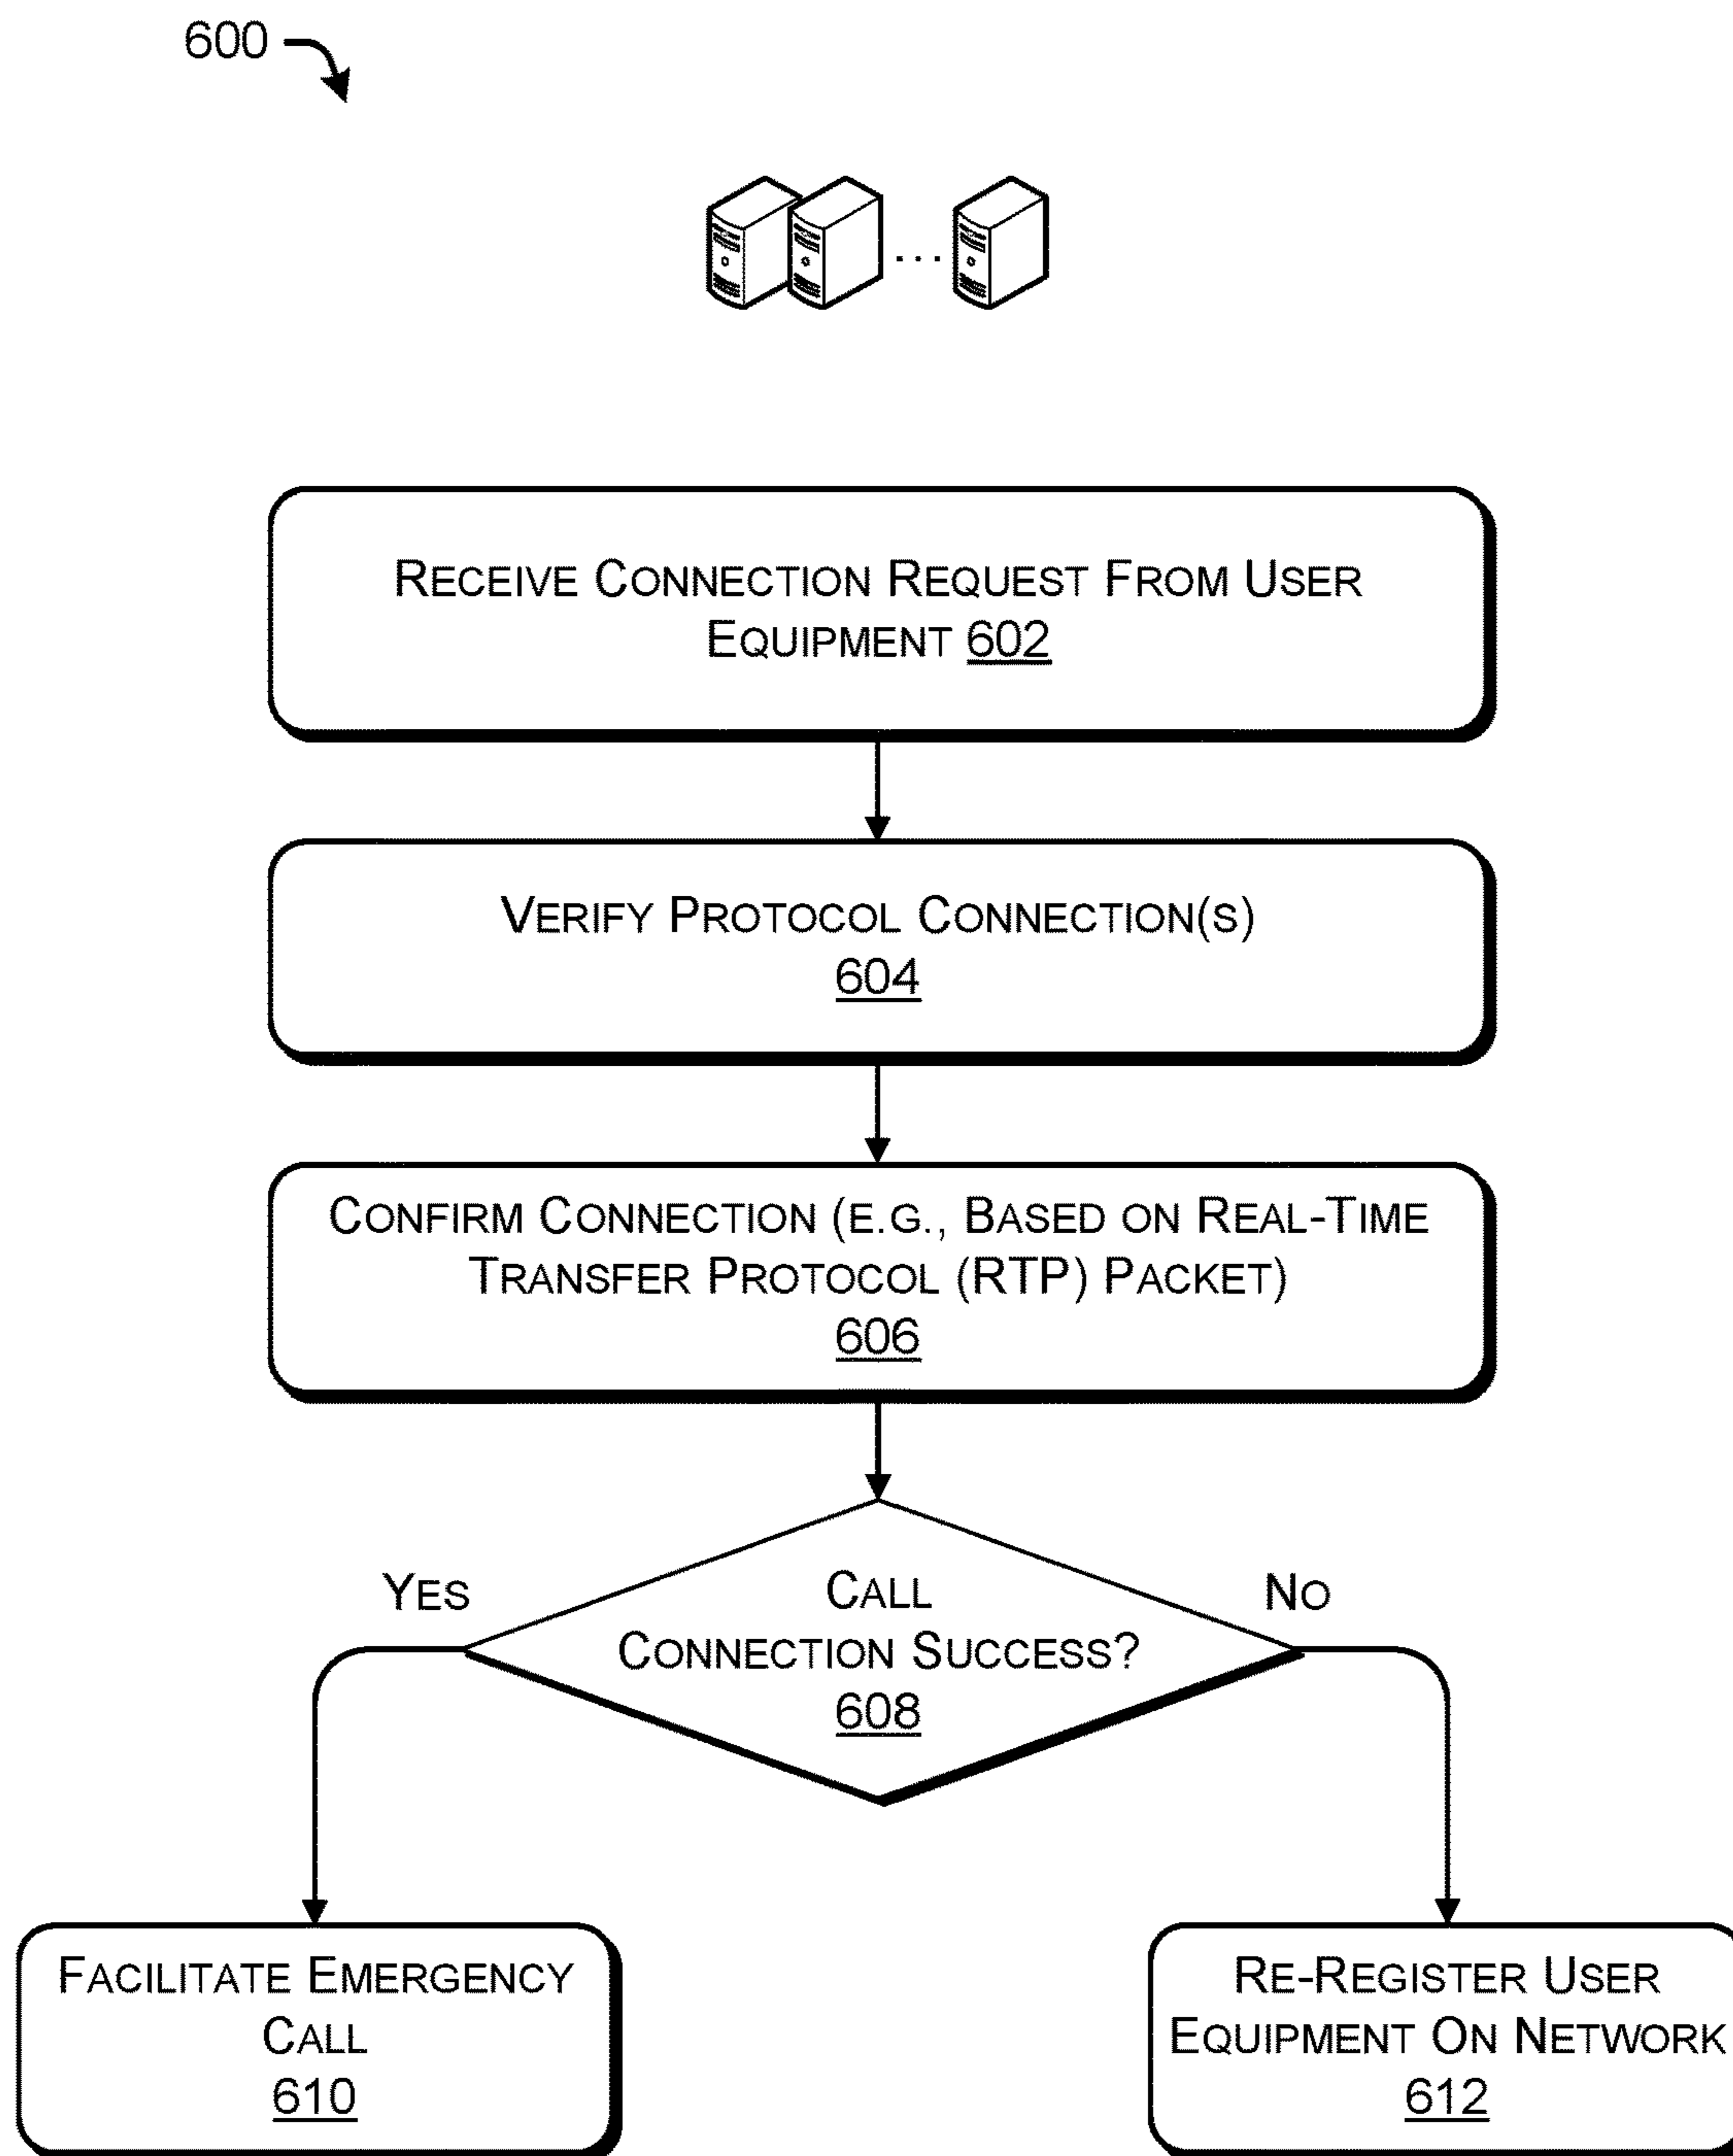 600
RECEIVE CONNECTION REQUEST FROM USER
EQUIPMENT 602
VERIFY PROTOCOL CONNECTION(S)
604
CONFIRM CONNECTION (E.G., BASED ON REAL-TIME
TRANSFER PROTOCOL (RTP) PACKET)
606
YES
CALL
CONNECTION SUCCESS?
608
NO
FACILITATE EMERGENCY
CALL
610
RE-REGISTER USER
EQUIPMENT ON NETWORK
612